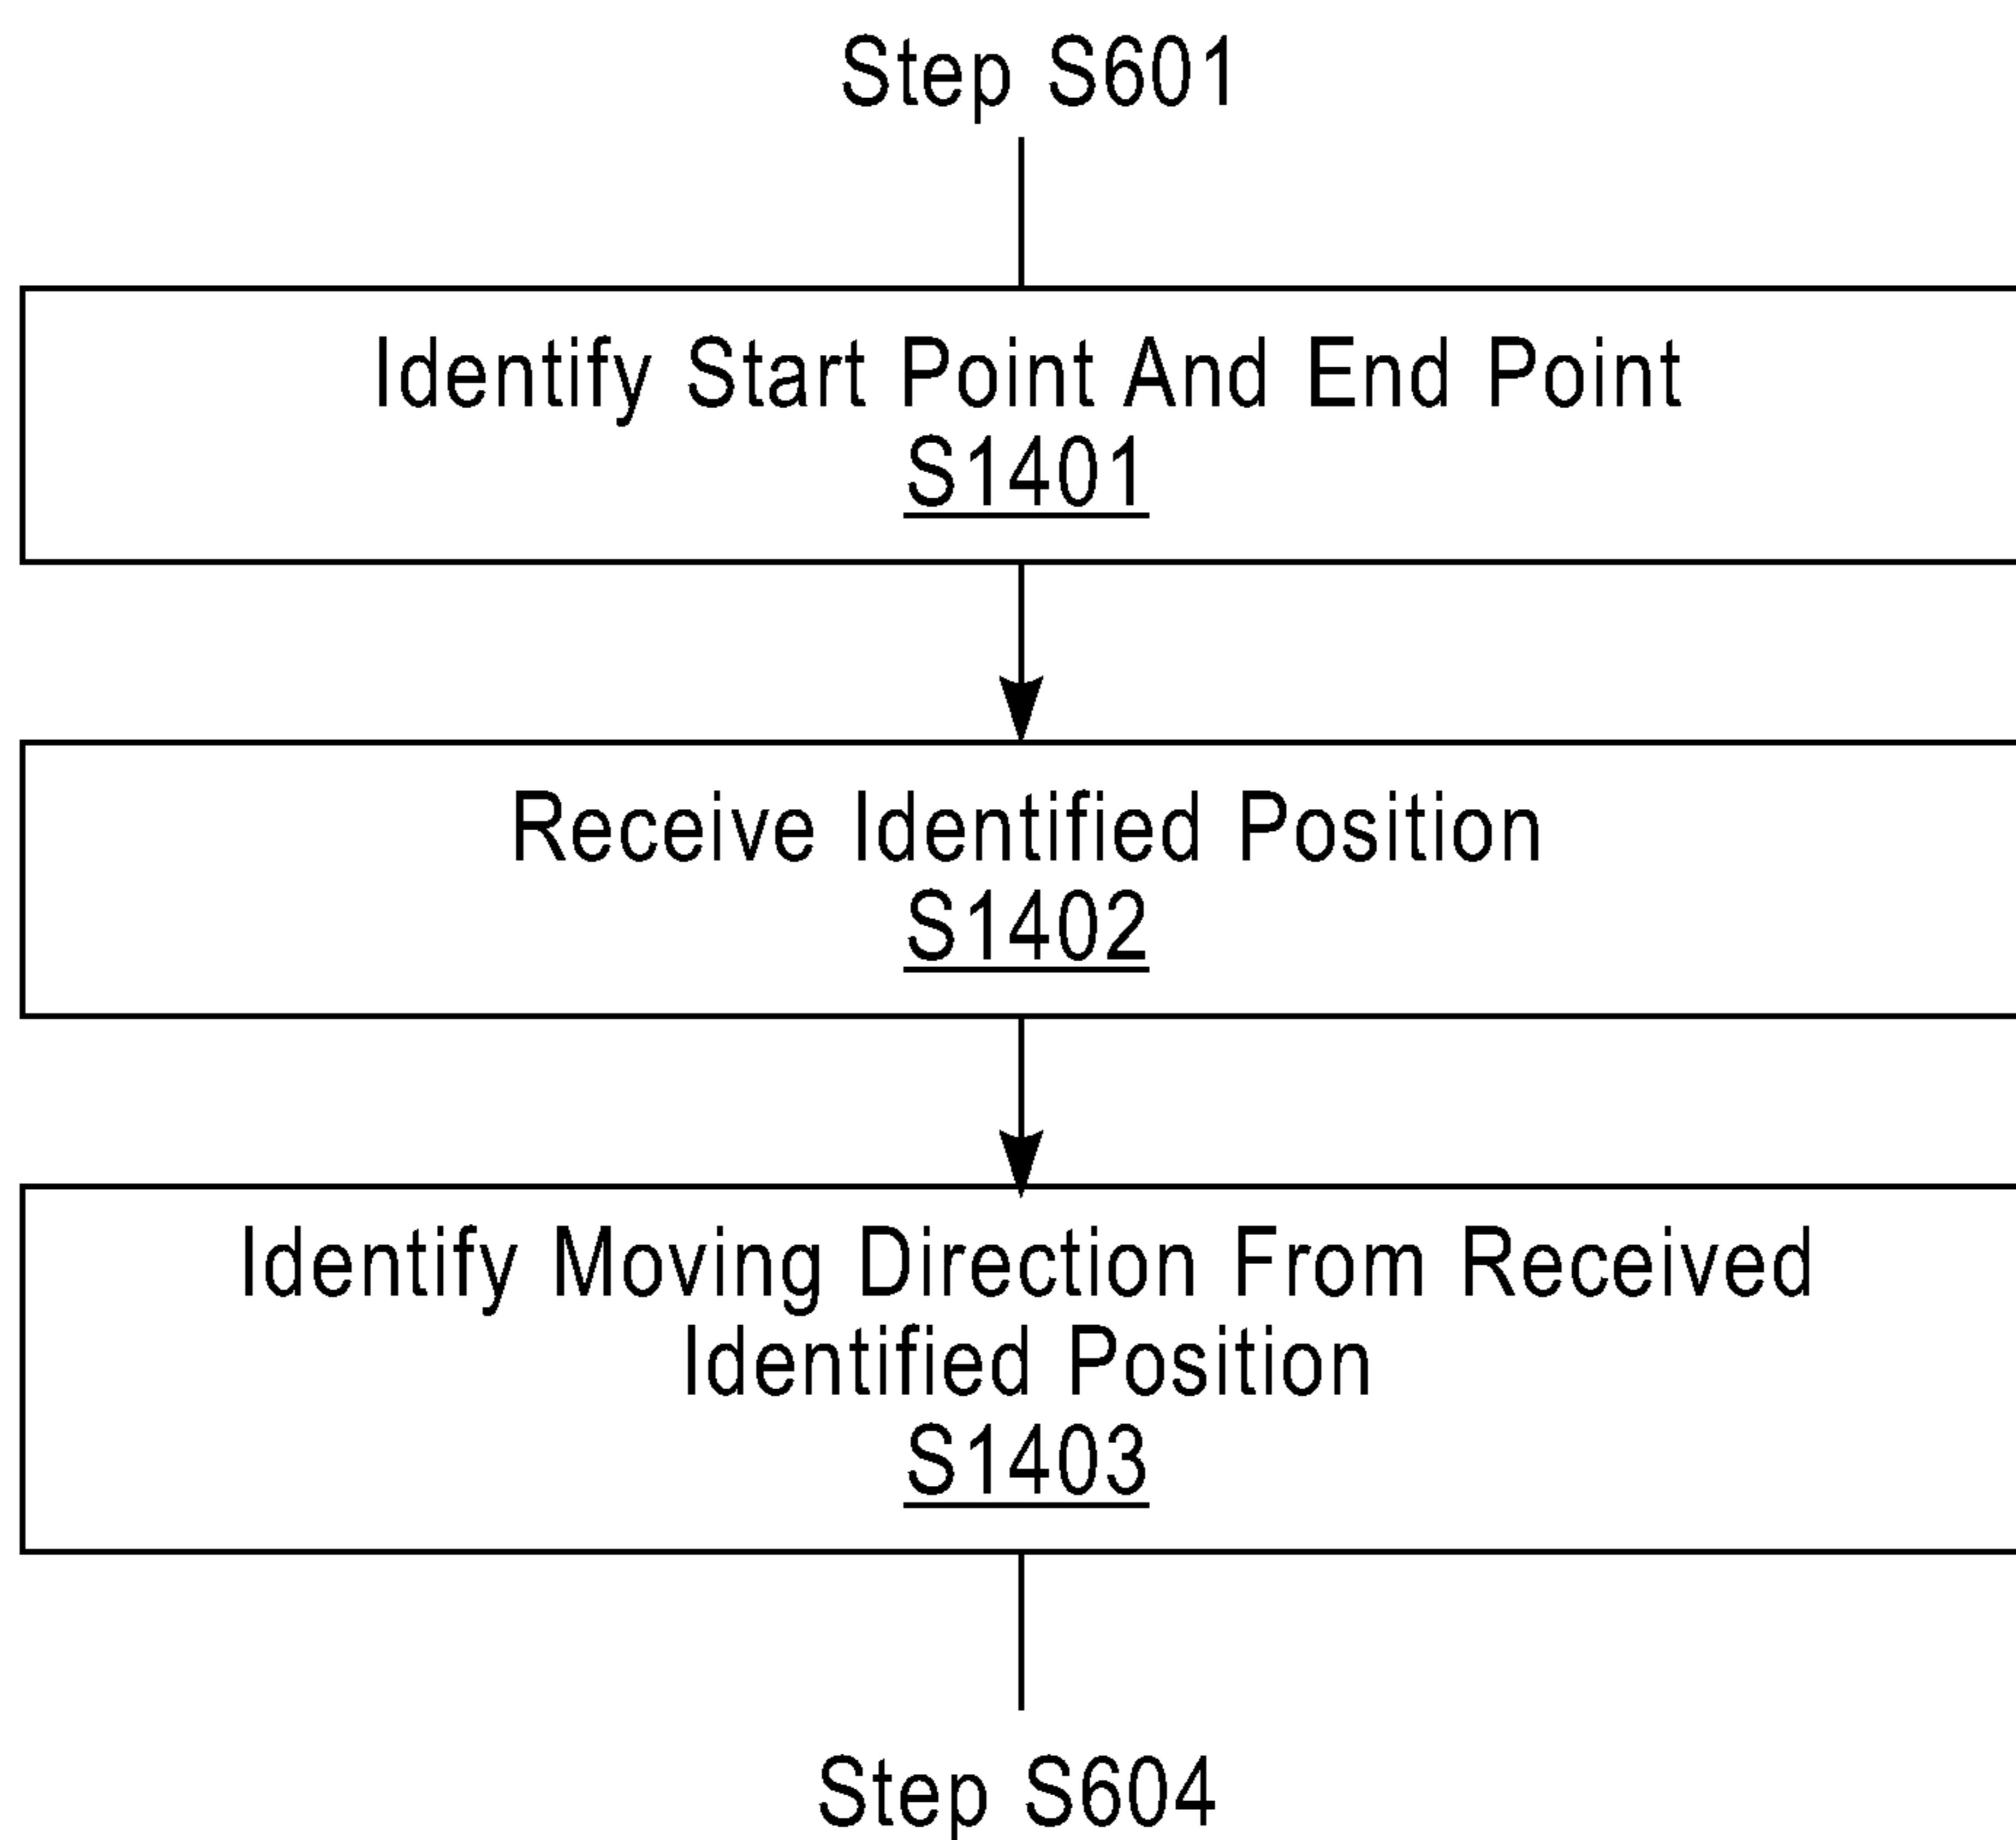 Step S601
Identify Start Point And End Point
S1401
Receive Identified Position
S1402
Identify Moving Direction From Received
Identified Position
S1403
Step S604